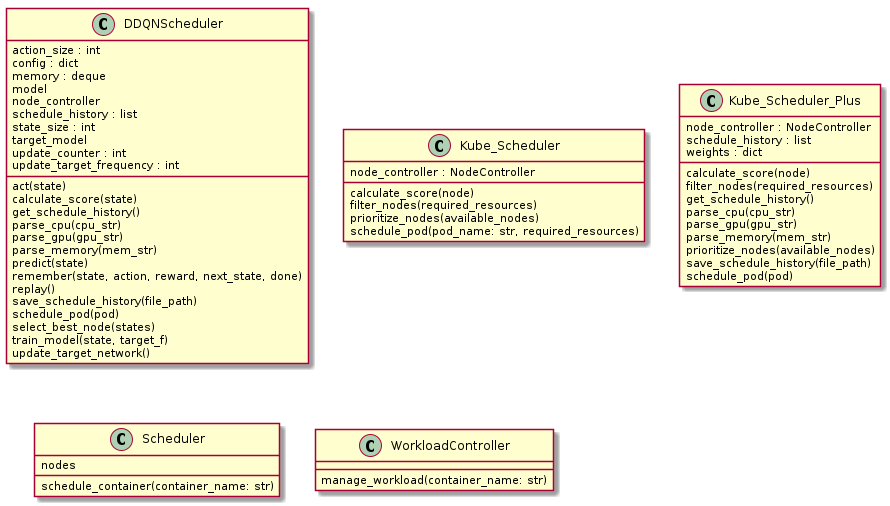 C DDQNScheduler
action_size : int
config : dict
memory : deque
model
node_controller
schedule_history : list
state_size : int
target_model
update_counter : int
update_target_frequency : int
act(state)
calculate_score(state)
get_schedule_history()
parse_cpu(cpu_str)
parse_gpu(gpu_str)
parse_memory(mem_str)
predict(state)
remember(state, action, reward, next_state, done)
replay()
save_schedule_history(file_path)
schedule_pod(pod)
select_best_node(states)
train_model(state, target_f)
update_target_network()
C Kube_Scheduler
node_controller : NodeController
calculate_score(node)
filter_nodes(required_resources)
prioritize_nodes(available_nodes)
schedule_pod(pod_name: str, required_resources)
C Kube_Scheduler_Plus
node_controller : NodeController
schedule_history : list
weights : dict
calculate_score(node)
filter_nodes(required_resources)
get_schedule_history()
parse_cpu(cpu_str)
parse_gpu(gpu_str)
parse_memory(mem_str)
prioritize_nodes(available_nodes)
save_schedule_history(file_path)
schedule_pod(pod)
C Scheduler
nodes
schedule_container(container_name: str)
C WorkloadController
manage_workload(container_name: str)